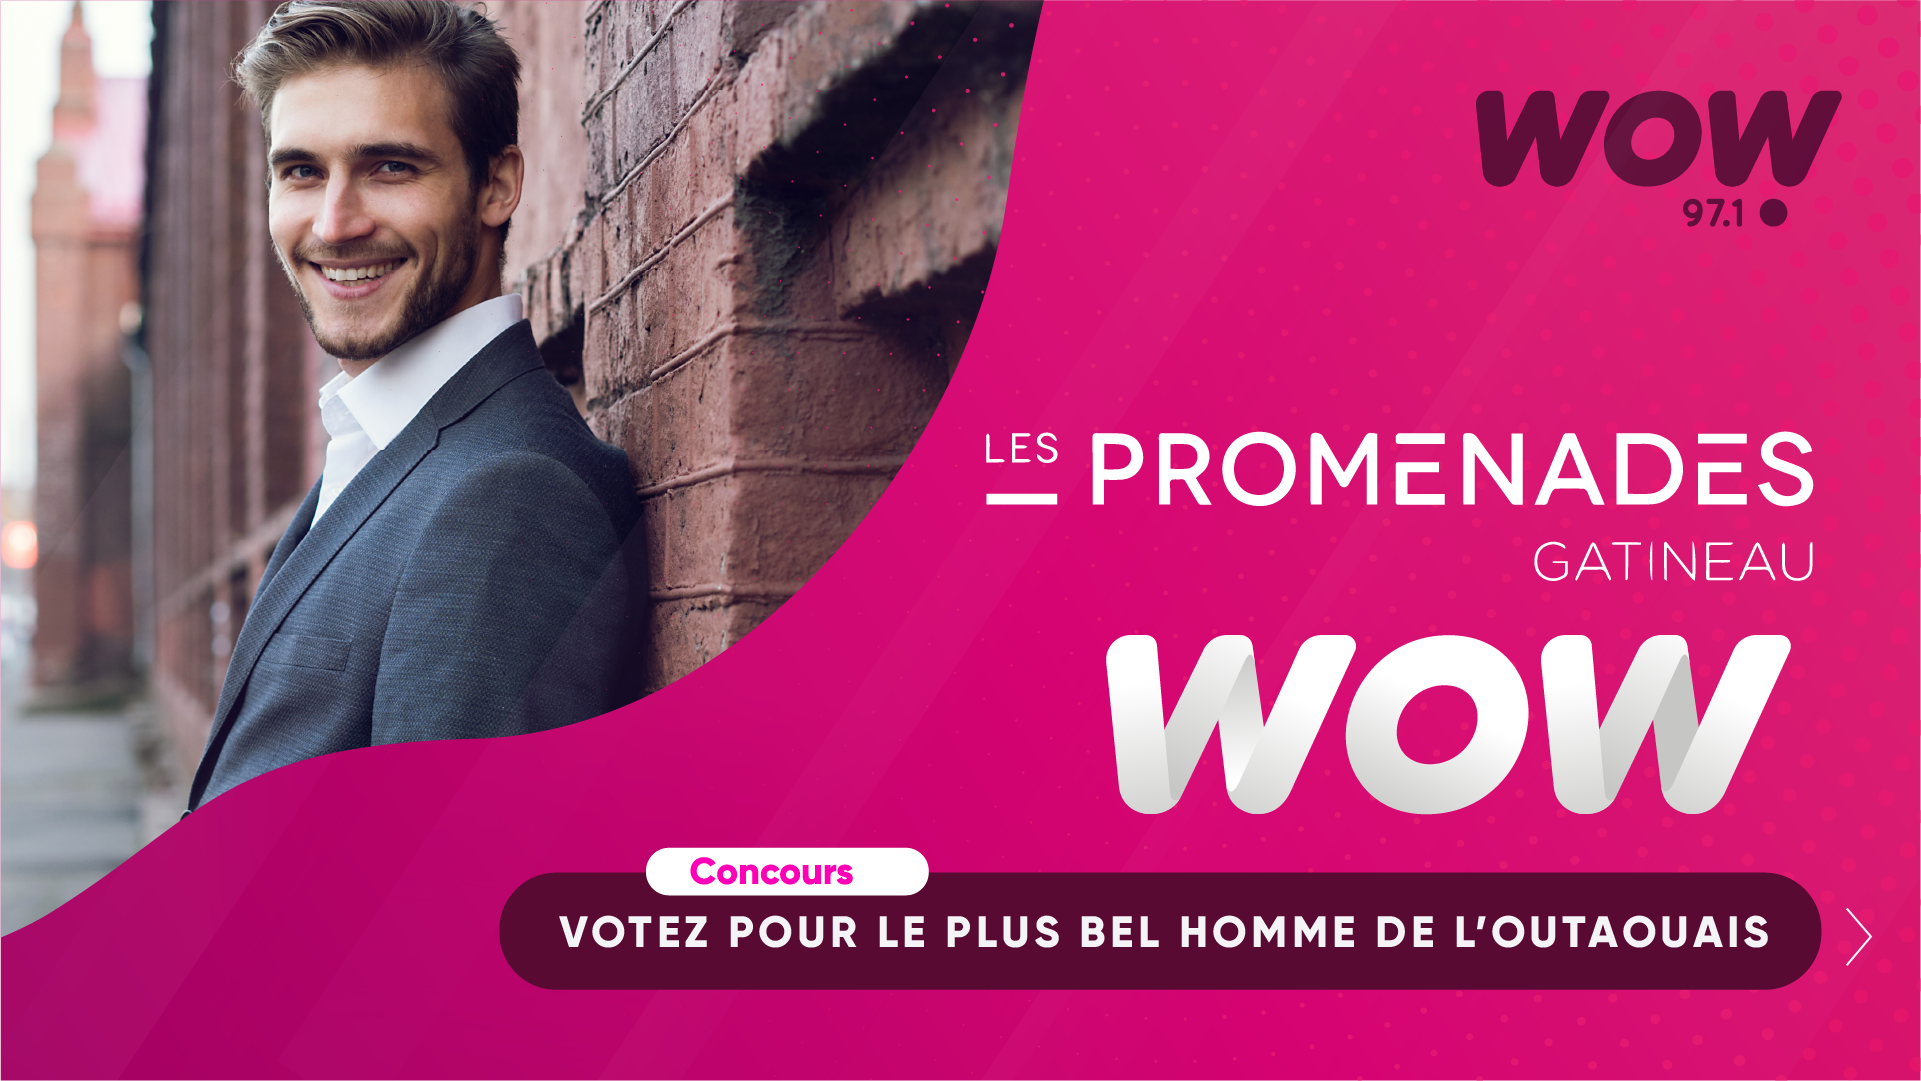 WOW
97.1
LES PROMENADES
GATINEAU
WOW
Concours
VOTEZ POUR LE PLUS BEL HOMME DE L'OUTAOUAIS